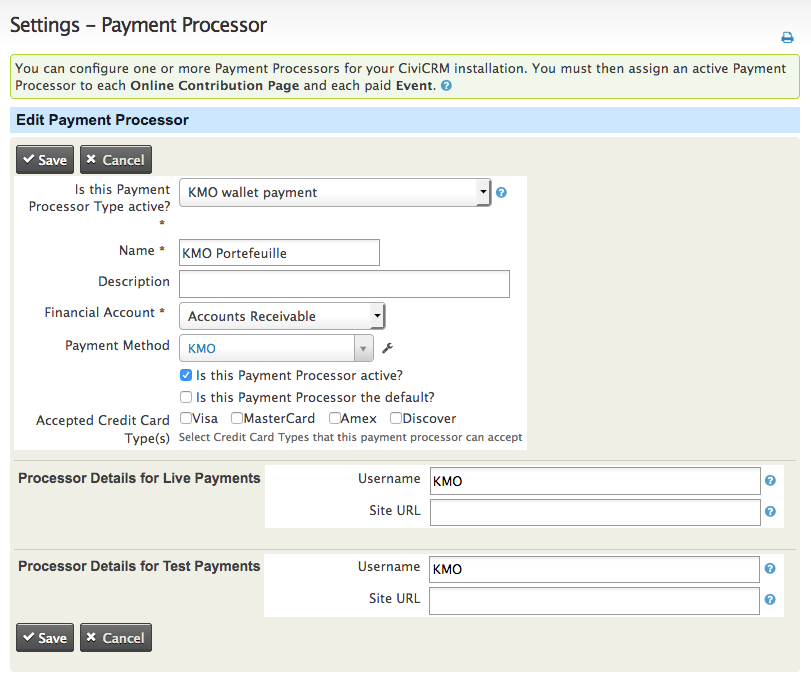 Settings – Payment Processor
You can configure one or more Payment Processors for your CiviCRM installation. You must then assign an active Payment
Processor to each Online Contribution Page and each paid Event.
Edit Payment Processor
Save Cancel
Is this Payment
Processor Type active?
*
KMO wallet payment
Name * KMO Portefeuille
Description
Financial Account * Accounts Receivable
Payment Method KMO
Is this Payment Processor active?
Is this Payment Processor the default?
Accepted Credit Card
Type(s)
Visa MasterCard Amex Discover
Select Credit Card Types that this payment processor can accept
Processor Details for Live Payments Username KMO
Site URL
Processor Details for Test Payments Username KMO
Site URL
Save Cancel